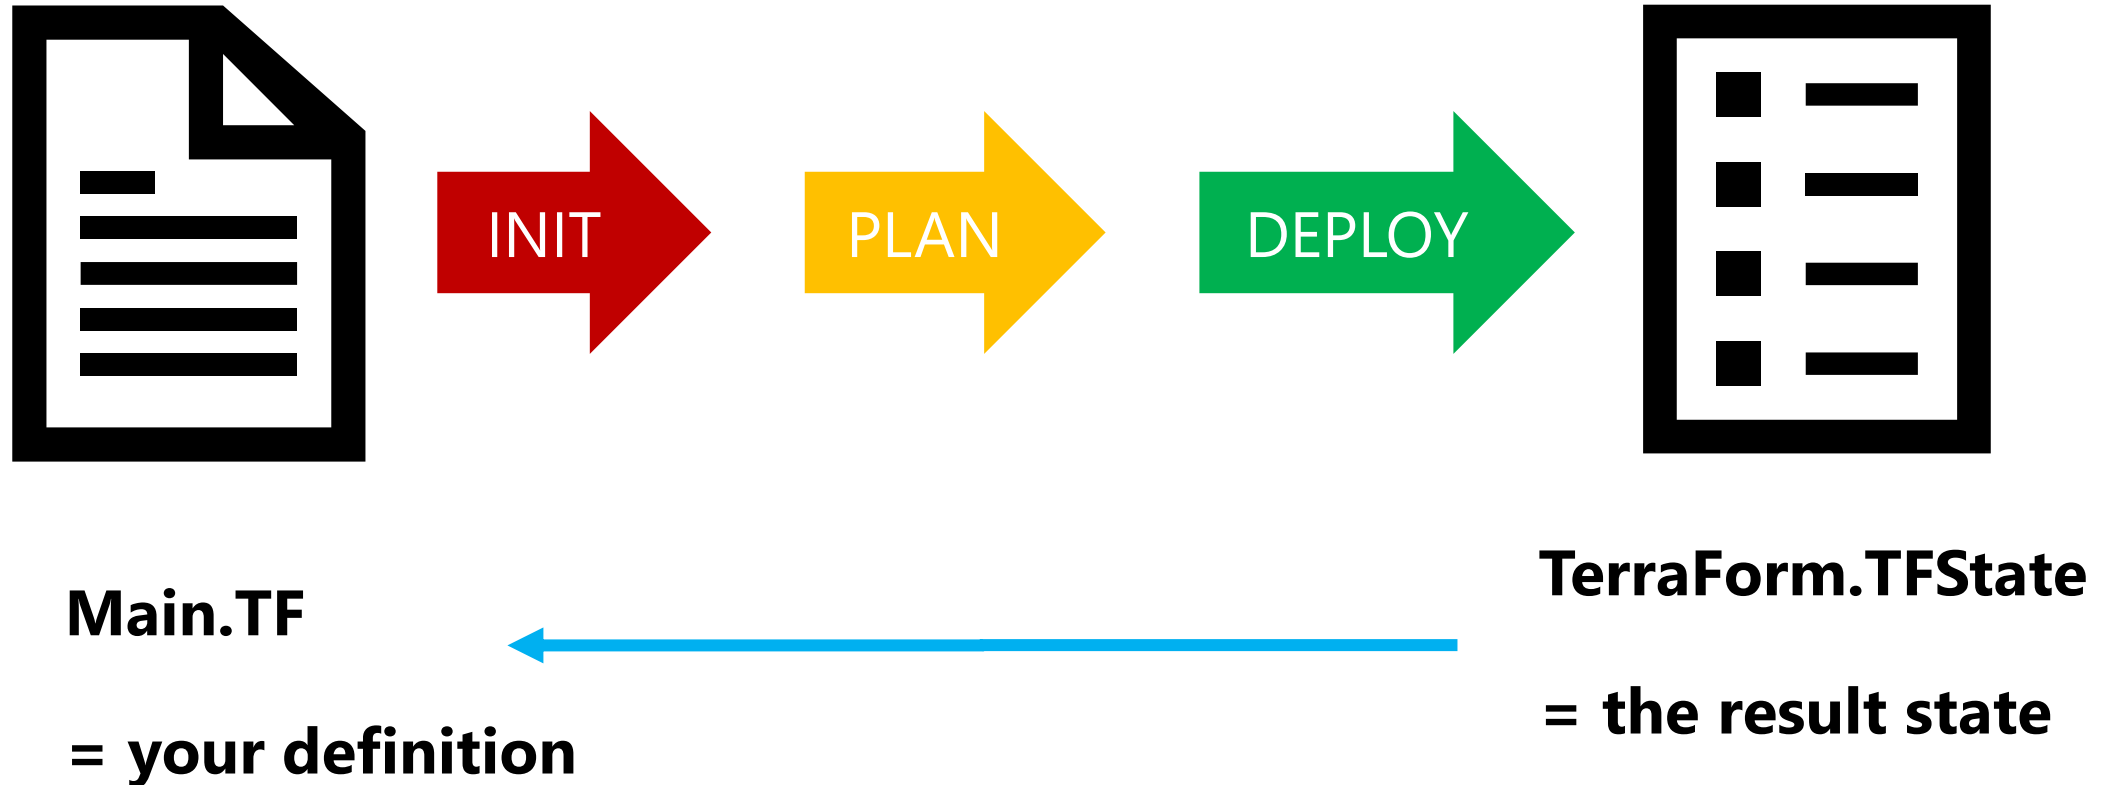 INIT
PLAN
DEPLOY
Main.TF
= your definition
TerraForm.TFState
= the result state